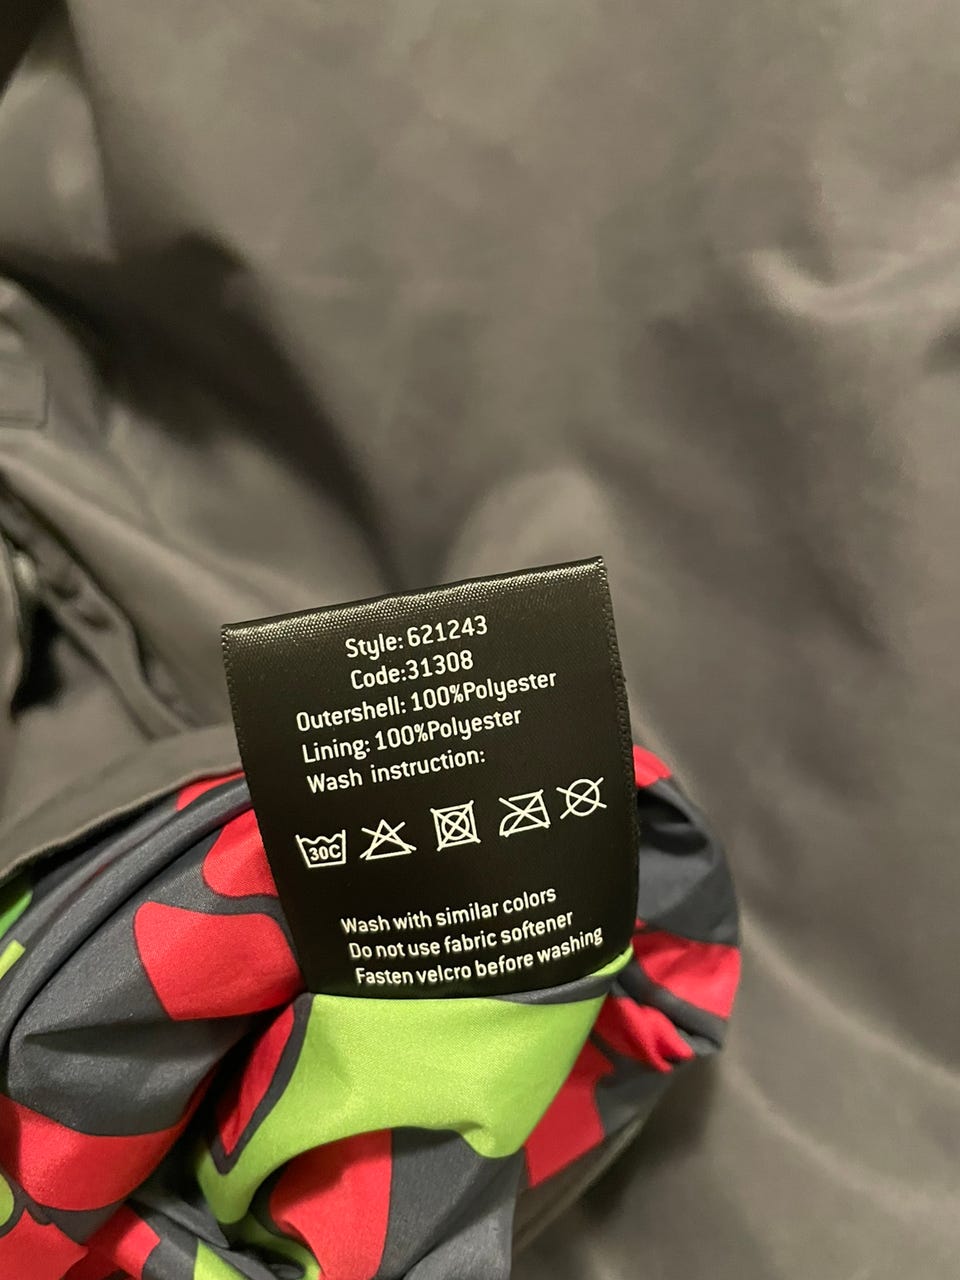 Style: 621243
Code:31308
Outershell: 100%Polyester
Lining: 100%Polyester
Wash instruction:
30C
Wash with similar colors
Do not use fabric softener
Fasten velcro before washing